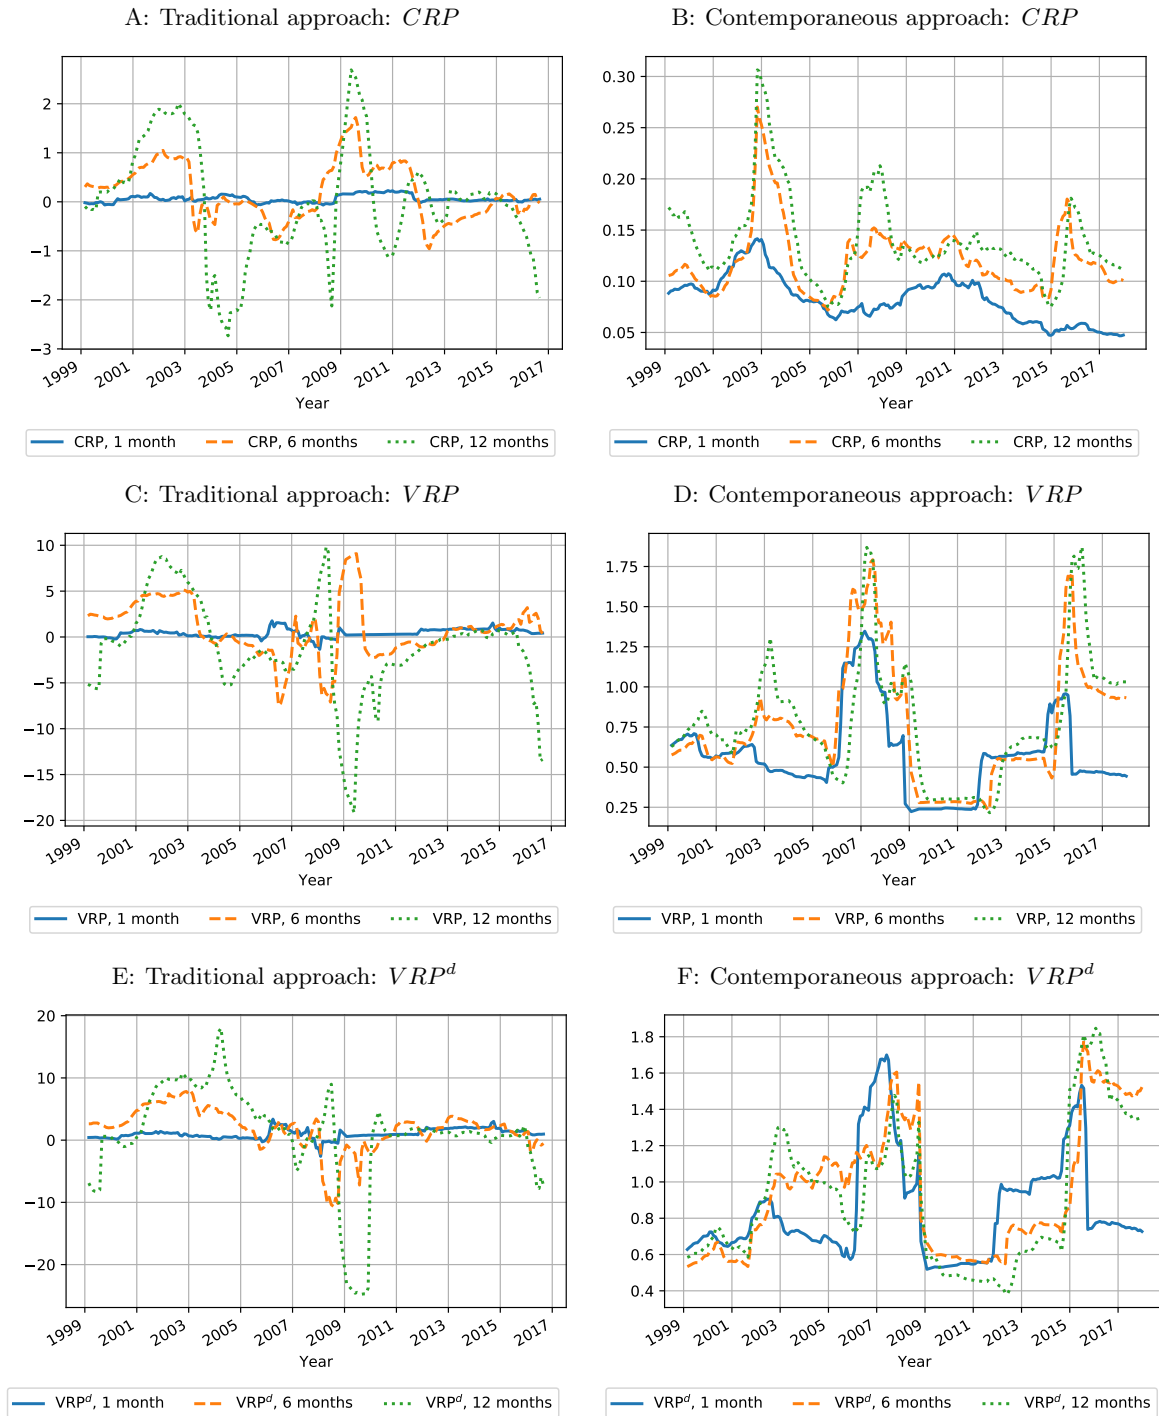 A: Traditional approach: CRP
B: Contemporaneous approach: CRP
2
1
0
−1
−2
−3
1999 2001 2003 2005 2007 2009 2011 2013 2015 2017
Year
CRP, 1 month CRP, 6 months CRP, 12 months
0.30
0.25
0.20
0.15
0.10
0.05
1999 2001 2003 2005 2007 2009 2011 2013 2015 2017
Year
CRP, 1 month CRP, 6 months CRP, 12 months
C: Traditional approach: VRP
D: Contemporaneous approach: VRP
10
5
0
−5
−10
−15
−20
1999 2001 2003 2005 2007 2009 2011 2013 2015 2017
Year
VRP, 1 month VRP, 6 months VRP, 12 months
1.75
1.50
1.25
1.00
0.75
0.50
0.25
1999 2001 2003 2005 2007 2009 2011 2013 2015 2017
Year
VRP, 1 month VRP, 6 months VRP, 12 months
E: Traditional approach: VRP^d
F: Contemporaneous approach: VRP^d
20
10
0
−10
−20
1999 2001 2003 2005 2007 2009 2011 2013 2015 2017
Year
VRP^d, 1 month VRP^d, 6 months VRP^d, 12 months
1.8
1.6
1.4
1.2
1.0
0.8
0.6
0.4
1999 2001 2003 2005 2007 2009 2011 2013 2015 2017
Year
VRP^d, 1 month VRP^d, 6 months VRP^d, 12 months